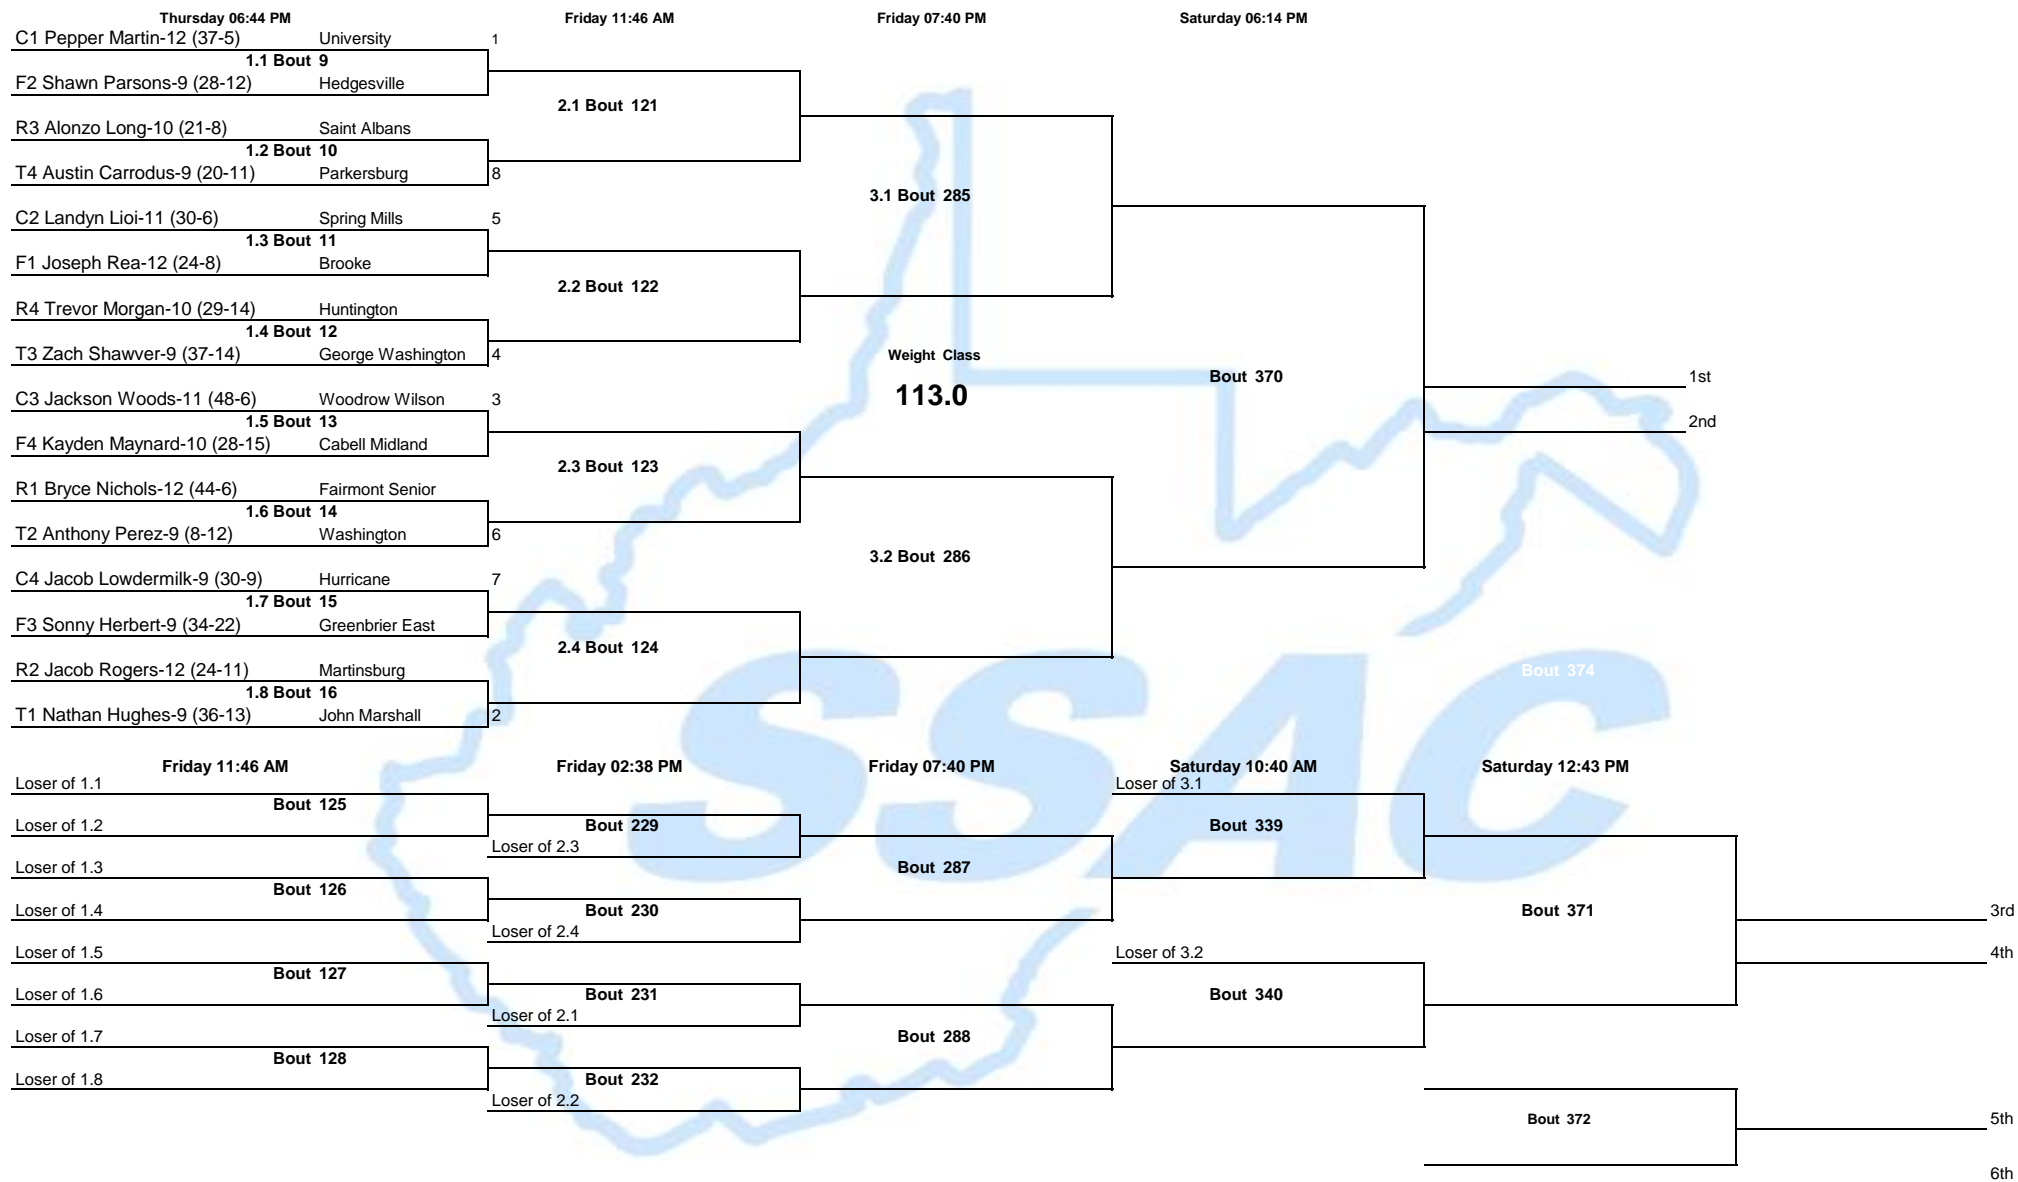 Thursday 06:44 PM Friday 11:46 AM Friday 07:40 PM Saturday 06:14 PM
C1 Pepper Martin-12 (37-5) University 1
1.1 Bout 9
F2 Shawn Parsons-9 (28-12) Hedgesville
2.1 Bout 121
R3 Alonzo Long-10 (21-8) Saint Albans
1.2 Bout 10
T4 Austin Carrodus-9 (20-11) Parkersburg 8
3.1 Bout 285
C2 Landyn Lioi-11 (30-6) Spring Mills 5
1.3 Bout 11
F1 Joseph Rea-12 (24-8) Brooke
2.2 Bout 122
R4 Trevor Morgan-10 (29-14) Huntington
1.4 Bout 12
T3 Zach Shawver-9 (37-14) George Washington 4
Weight Class
Bout 370
1st
113.0
C3 Jackson Woods-11 (48-6) Woodrow Wilson 3
1.5 Bout 13
2nd
F4 Kayden Maynard-10 (28-15) Cabell Midland
2.3 Bout 123
R1 Bryce Nichols-12 (44-6) Fairmont Senior
1.6 Bout 14
T2 Anthony Perez-9 (8-12) Washington 6
3.2 Bout 286
C4 Jacob Lowdermilk-9 (30-9) Hurricane 7
1.7 Bout 15
F3 Sonny Herbert-9 (34-22) Greenbrier East
2.4 Bout 124
R2 Jacob Rogers-12 (24-11) Martinsburg
Bout 374
1.8 Bout 16
T1 Nathan Hughes-9 (36-13) John Marshall 2
SSAC
Friday 11:46 AM Friday 02:38 PM Friday 07:40 PM Saturday 10:40 AM Saturday 12:43 PM
Loser of 1.1 Loser of 3.1
Bout 125
Loser of 1.2 Bout 229 Bout 339
Loser of 2.3
Loser of 1.3 Bout 287
Bout 126
Loser of 1.4 Bout 230 Bout 371 3rd
Loser of 2.4
Loser of 1.5 Loser of 3.2 4th
Bout 127
Loser of 1.6 Bout 231 Bout 340
Loser of 2.1
Loser of 1.7 Bout 288
Bout 128
Loser of 1.8 Bout 232
Loser of 2.2
Bout 372 5th
6th